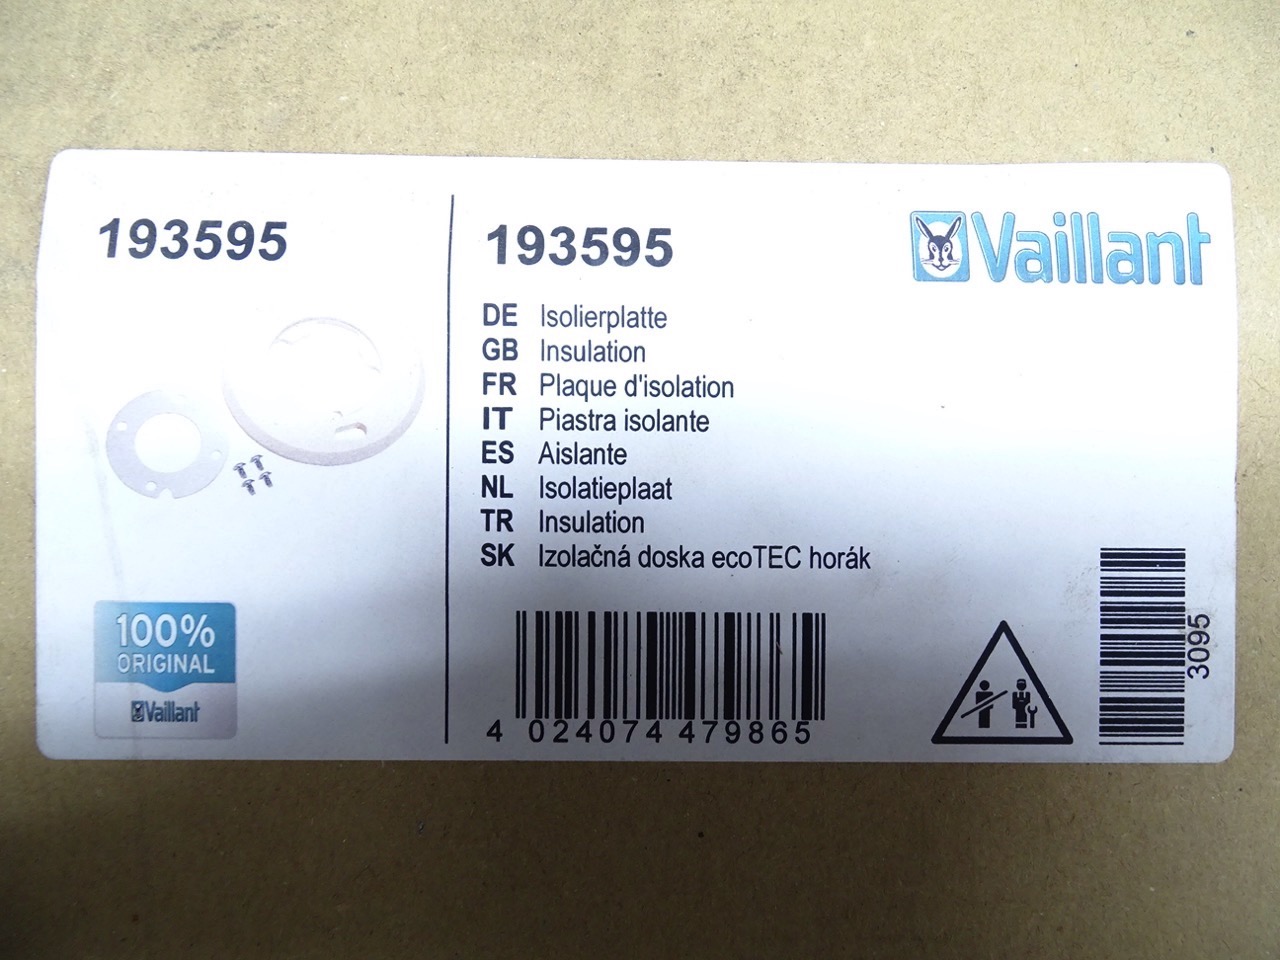 193595
100%
ORIGINAL
Vaillant
193595
Vaillant
DE Isolierplatte
GB Insulation
FR Plaque d'isolation
IT Piastra isolante
ES Aislante
NL Isolatieplaat
TR Insulation
SK Izolačná doska ecoTEC horák
4 024074 479865
3095